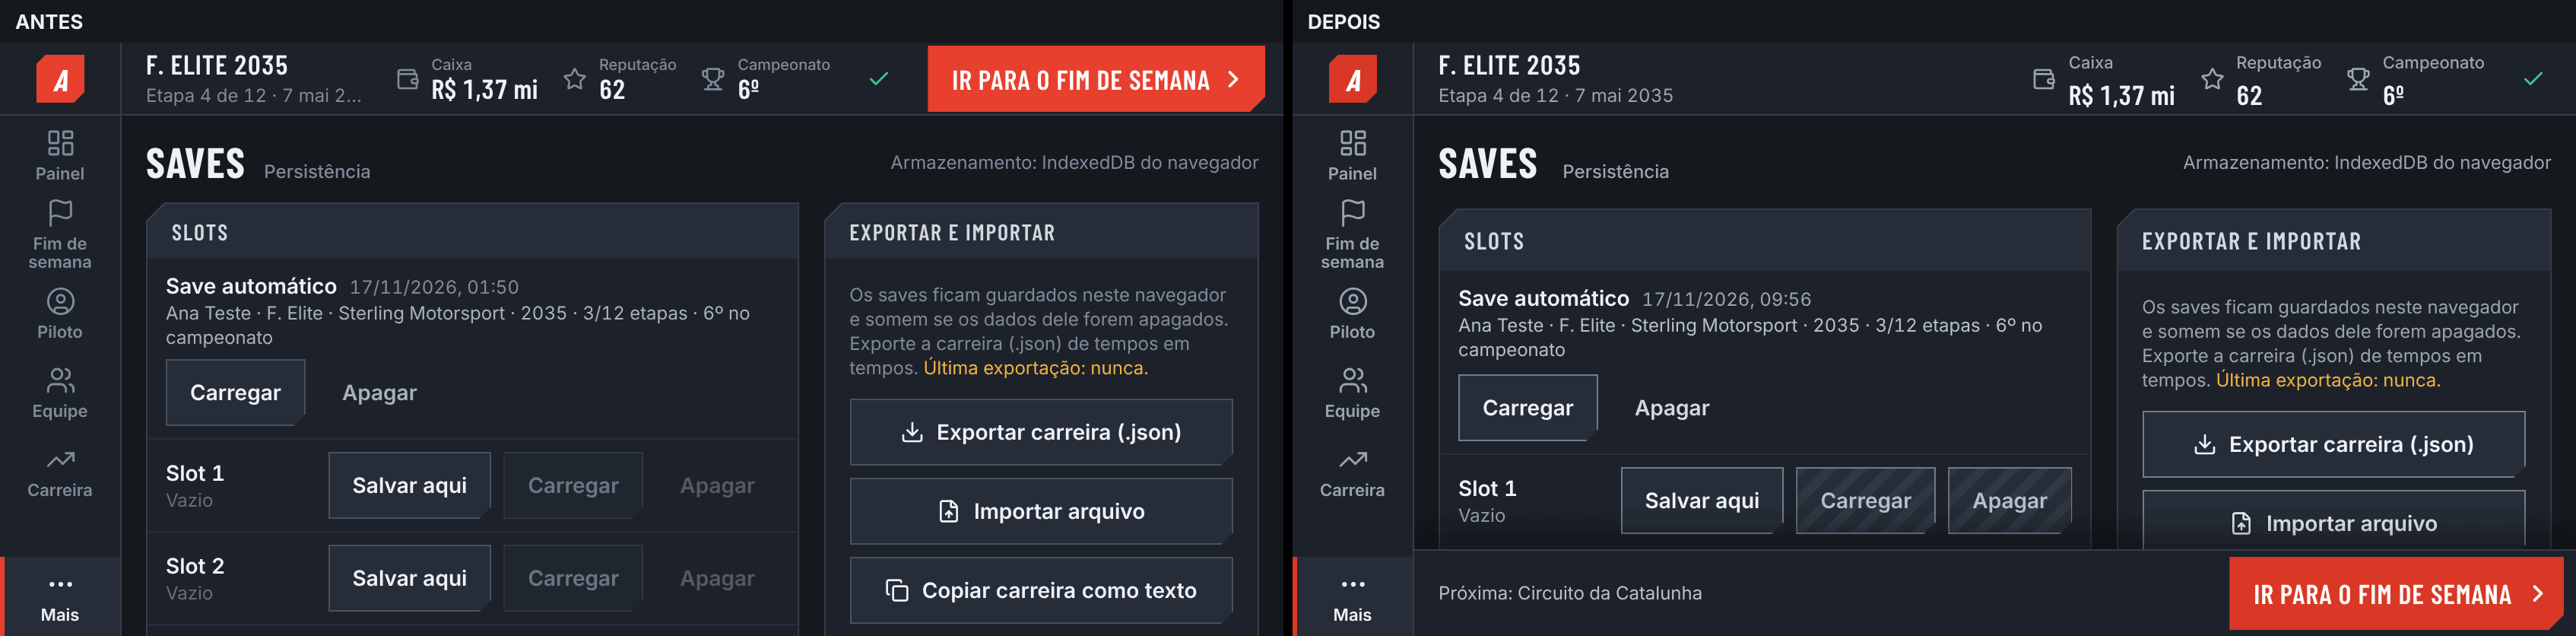 ANTES
A
F. ELITE 2035
Etapa 4 de 12 · 7 mai 2...
Caixa
R$ 1,37 mi
Reputação
62
Campeonato
6º
IR PARA O FIM DE SEMANA
Painel
Fim de
semana
Piloto
Equipe
Carreira
Mais
SAVES Persistência
Armazenamento: IndexedDB do navegador
SLOTS
Save automático 17/11/2026, 01:50
Ana Teste · F. Elite · Sterling Motorsport · 2035 · 3/12 etapas · 6º no
campeonato
Carregar Apagar
Slot 1
Vazio
Salvar aqui Carregar Apagar
Slot 2
Vazio
Salvar aqui Carregar Apagar
EXPORTAR E IMPORTAR
Os saves ficam guardados neste navegador
e somem se os dados dele forem apagados.
Exporte a carreira (.json) de tempos em
tempos. Última exportação: nunca.
Exportar carreira (.json)
Importar arquivo
Copiar carreira como texto
DEPOIS
A
F. ELITE 2035
Etapa 4 de 12 · 7 mai 2035
Caixa
R$ 1,37 mi
Reputação
62
Campeonato
6º
Painel
Fim de
semana
Piloto
Equipe
Carreira
Mais
SAVES Persistência
Armazenamento: IndexedDB do navegador
SLOTS
Save automático 17/11/2026, 09:56
Ana Teste · F. Elite · Sterling Motorsport · 2035 · 3/12 etapas · 6º no
campeonato
Carregar Apagar
Slot 1
Vazio
Salvar aqui Carregar Apagar
EXPORTAR E IMPORTAR
Os saves ficam guardados neste navegador
e somem se os dados dele forem apagados.
Exporte a carreira (.json) de tempos em
tempos. Última exportação: nunca.
Exportar carreira (.json)
Importar arquivo
Próxima: Circuito da Catalunha
IR PARA O FIM DE SEMANA